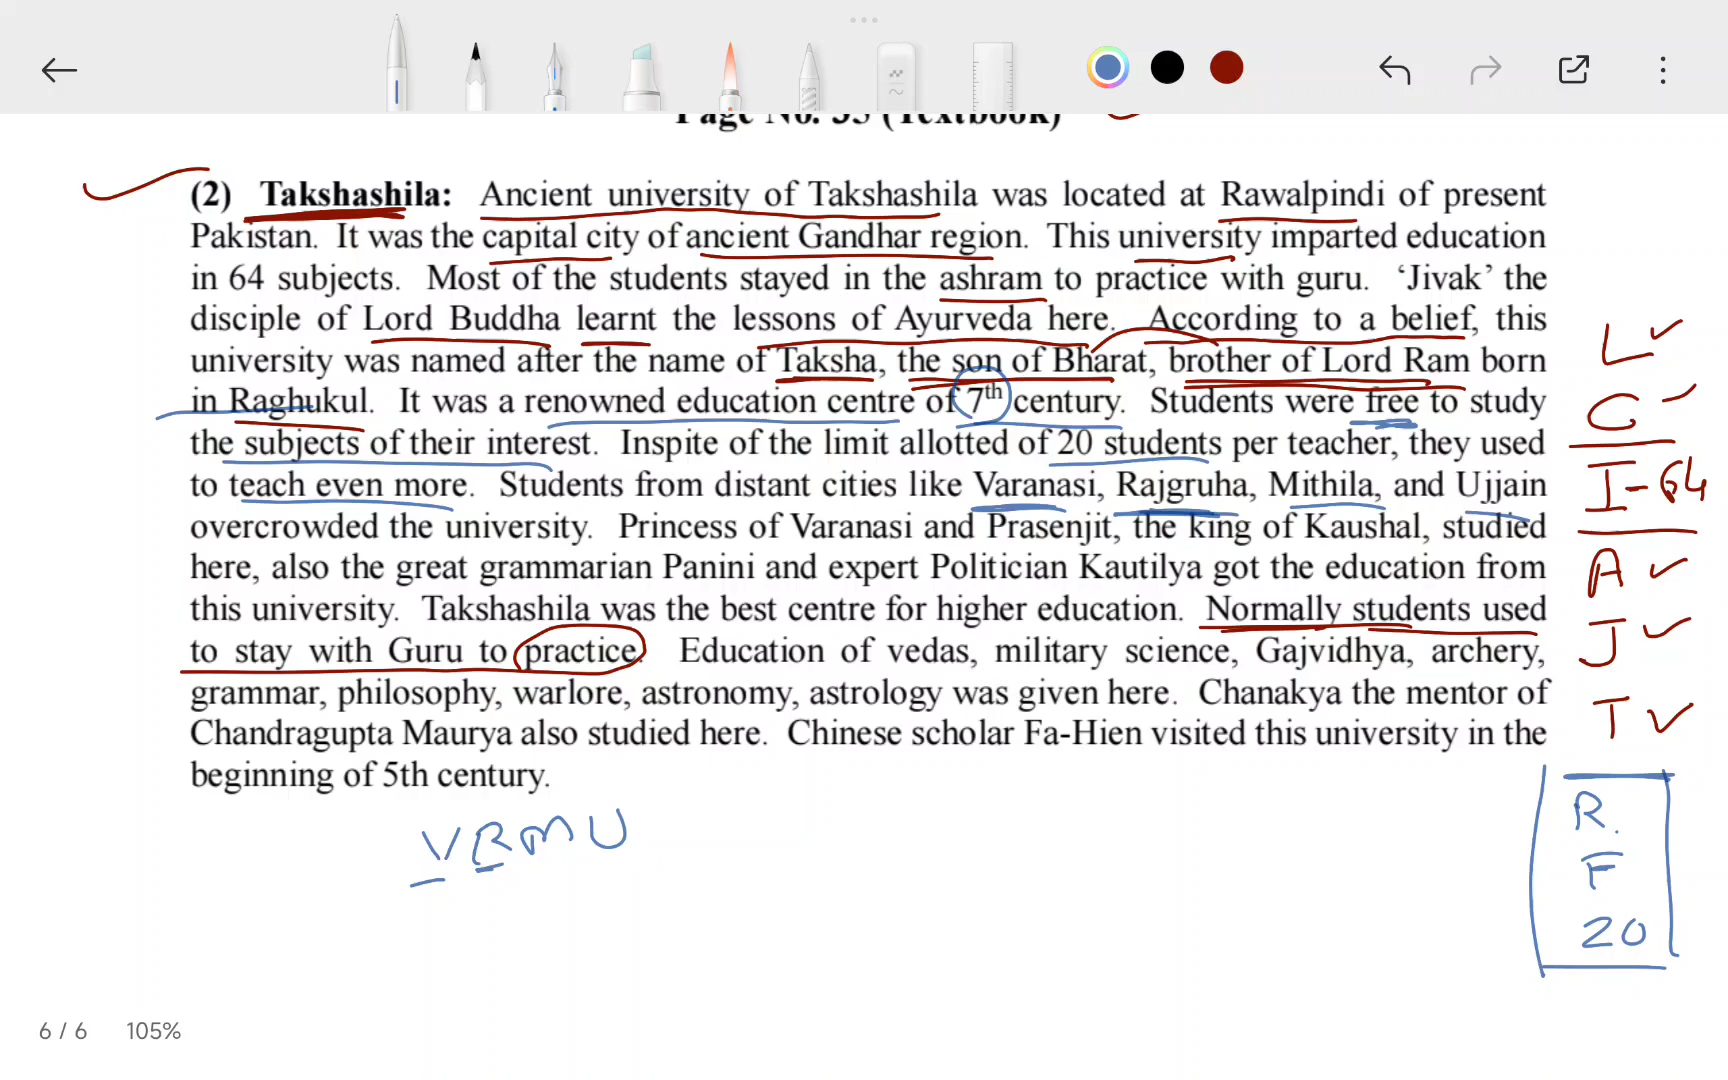 Page No. 35 (Textbook)
(2) Takshashila: Ancient university of Takshashila was located at Rawalpindi of present
Pakistan. It was the capital city of ancient Gandhar region. This university imparted education
in 64 subjects. Most of the students stayed in the ashram to practice with guru. ‘Jivak’ the
disciple of Lord Buddha learnt the lessons of Ayurveda here. According to a belief, this
university was named after the name of Taksha, the son of Bharat, brother of Lord Ram born
in Raghukul. It was a renowned education centre of 7th century. Students were free to study
the subjects of their interest. Inspite of the limit allotted of 20 students per teacher, they used
to teach even more. Students from distant cities like Varanasi, Rajgruha, Mithila, and Ujjain
overcrowded the university. Princess of Varanasi and Prasenjit, the king of Kaushal, studied
here, also the great grammarian Panini and expert Politician Kautilya got the education from
this university. Takshashila was the best centre for higher education. Normally students used
to stay with Guru to practice. Education of vedas, military science, Gajvidhya, archery,
grammar, philosophy, warlore, astronomy, astrology was given here. Chanakya the mentor of
Chandragupta Maurya also studied here. Chinese scholar Fa-Hien visited this university in the
beginning of 5th century.
VRMU
L
G
I-64
A
J
T
R.
F
20
6 / 6 105%